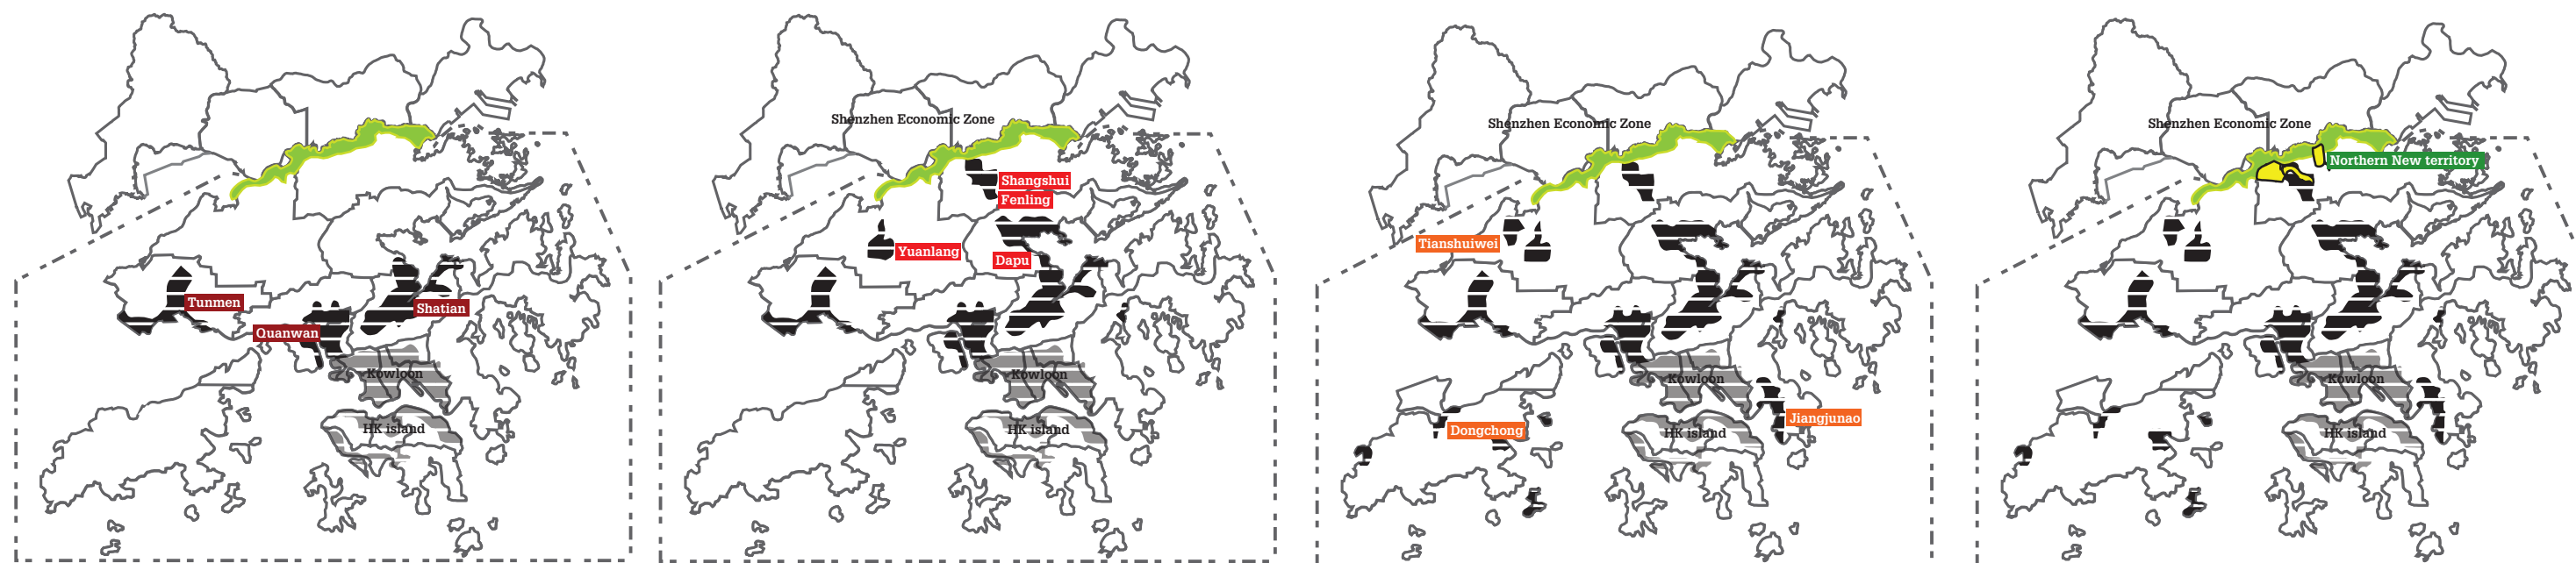 Tunmen
Quanwan
Shatian
Kowloon
HK island
Shenzhen Economic Zone
Shangshui
Fenling
Yuanlang
Dapu
Kowloon
HK island
Shenzhen Economic Zone
Tianshuiwei
Kowloon
Jiangjunao
Dongchong
HK island
Shenzhen Economic Zone
Northern New territory
Kowloon
HK island